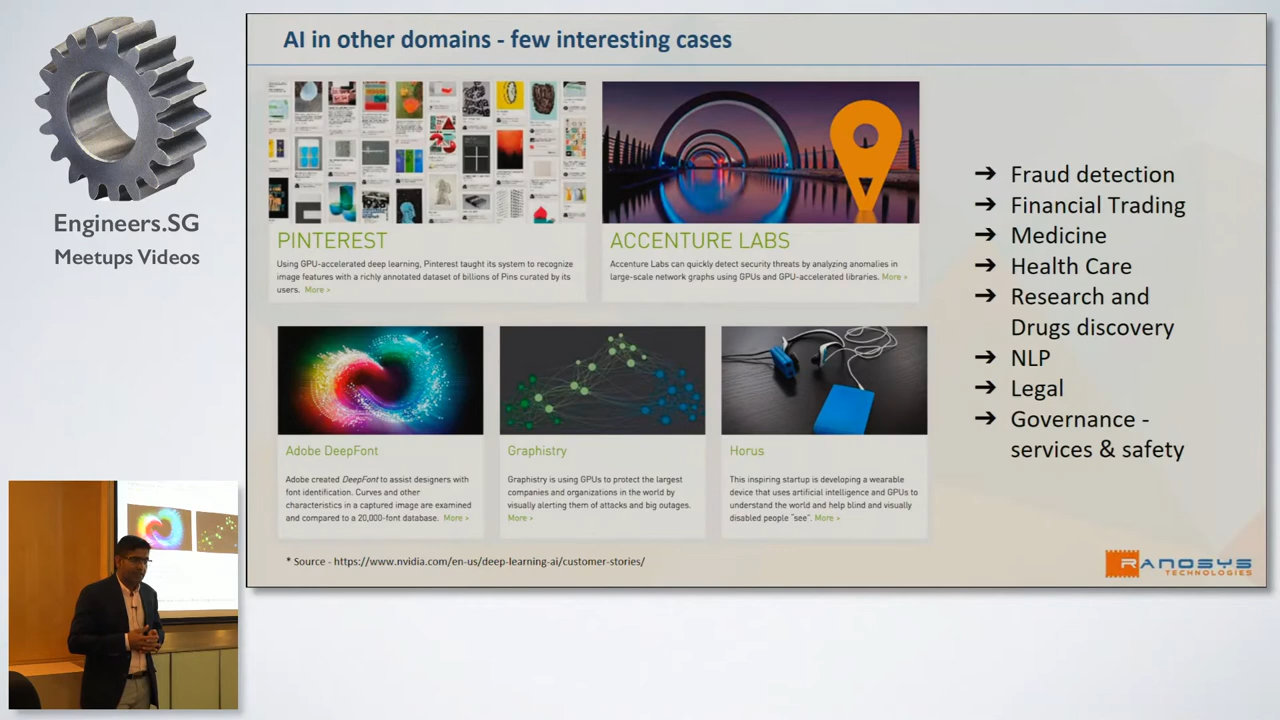 Engineers.SG
Meetups Videos
AI in other domains - few interesting cases
PINTEREST
Using GPU-accelerated deep learning, Pinterest taught its system to recognize
image features with a richly annotated dataset of billions of Pins curated by its
users. More >
ACCENTURE LABS
Accenture Labs can quickly detect security threats by analyzing anomalies in
large-scale network graphs using GPUs and GPU-accelerated libraries. More >
Adobe DeepFont
Adobe created DeepFont to assist designers with
font identification. Curves and other
characteristics in a captured image are examined
and compared to a 20,000-font database. More >
Graphistry
Graphistry is using GPUs to protect the largest
companies and organizations in the world by
visually alerting them of attacks and big outages.
More >
Horus
This inspiring startup is developing a wearable
device that uses artificial intelligence and GPUs to
understand the world and help blind and visually
disabled people "see". More >
➔ Fraud detection
➔ Financial Trading
➔ Medicine
➔ Health Care
➔ Research and
Drugs discovery
➔ NLP
➔ Legal
➔ Governance -
services & safety
* Source - https://www.nvidia.com/en-us/deep-learning-ai/customer-stories/
RANOSYS
TECHNOLOGIES